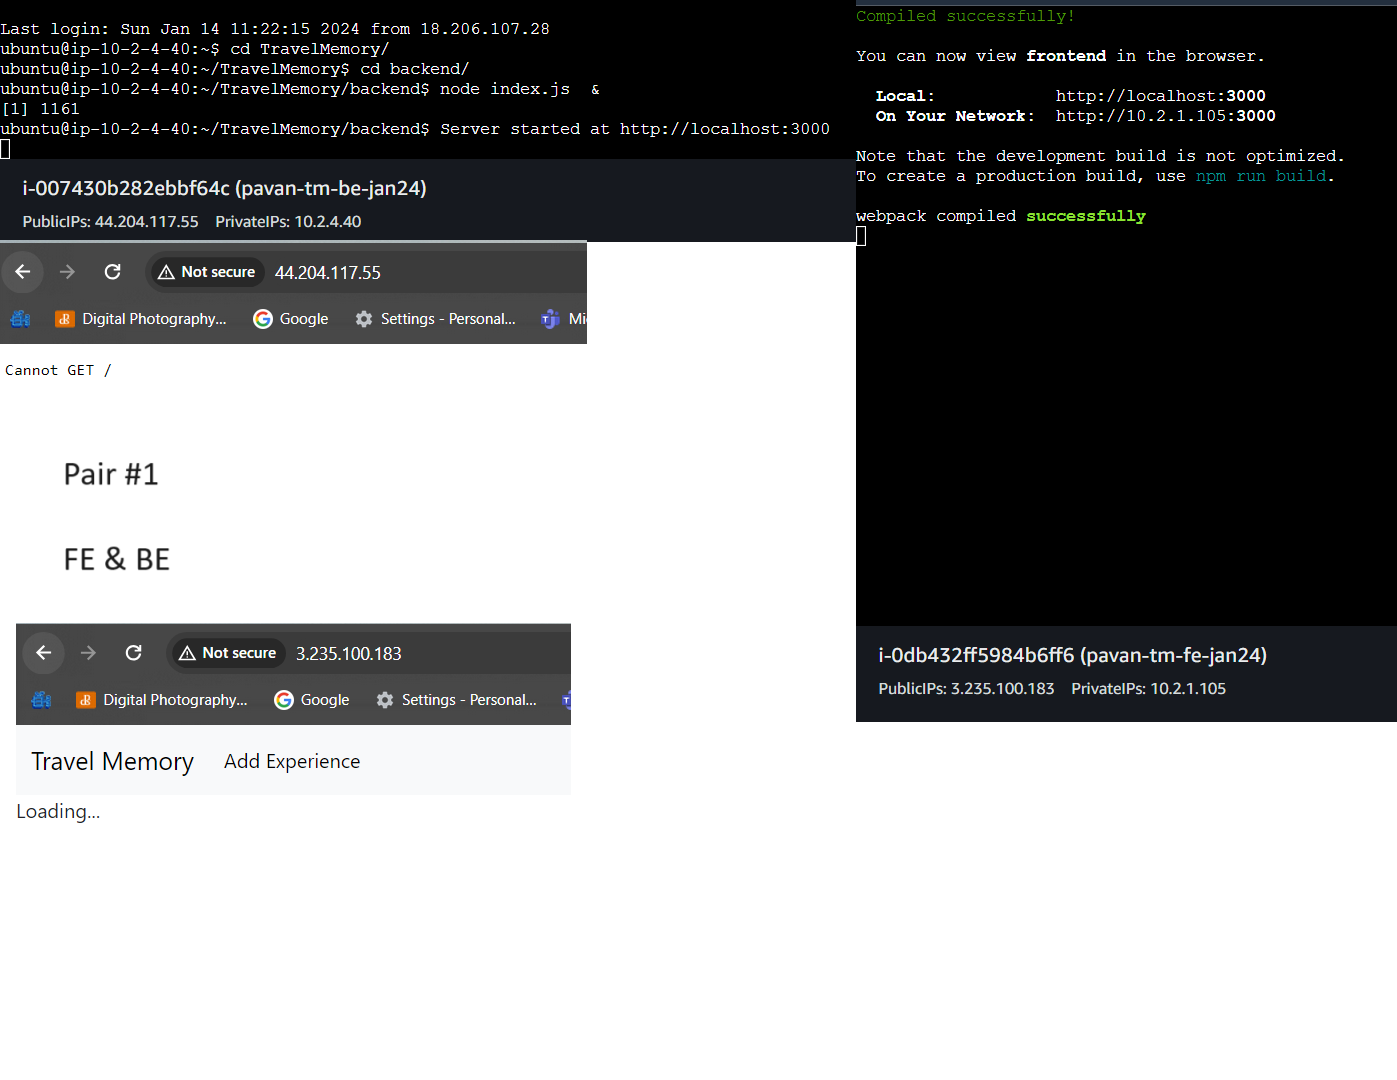 Last login: Sun Jan 14 11:22:15 2024 from 18.206.107.28
ubuntu@ip-10-2-4-40:~$ cd TravelMemory/
ubuntu@ip-10-2-4-40:~/TravelMemory$ cd backend/
ubuntu@ip-10-2-4-40:~/TravelMemory/backend$ node index.js  &
[1] 1161
ubuntu@ip-10-2-4-40:~/TravelMemory/backend$ Server started at http://localhost:3000
i-007430b282ebbf64c (pavan-tm-be-jan24)
PublicIPs: 44.204.117.55 PrivateIPs: 10.2.4.40
Not secure 44.204.117.55
Digital Photography... Google Settings - Personal... Mi
Cannot GET /
Pair #1
FE & BE
Not secure 3.235.100.183
Digital Photography... Google Settings - Personal...
Travel Memory Add Experience
Loading...
Compiled successfully!
You can now view frontend in the browser.
Local: http://localhost:3000
On Your Network: http://10.2.1.105:3000
Note that the development build is not optimized.
To create a production build, use npm run build.
webpack compiled successfully
i-0db432ff5984b6ff6 (pavan-tm-fe-jan24)
PublicIPs: 3.235.100.183 PrivateIPs: 10.2.1.105